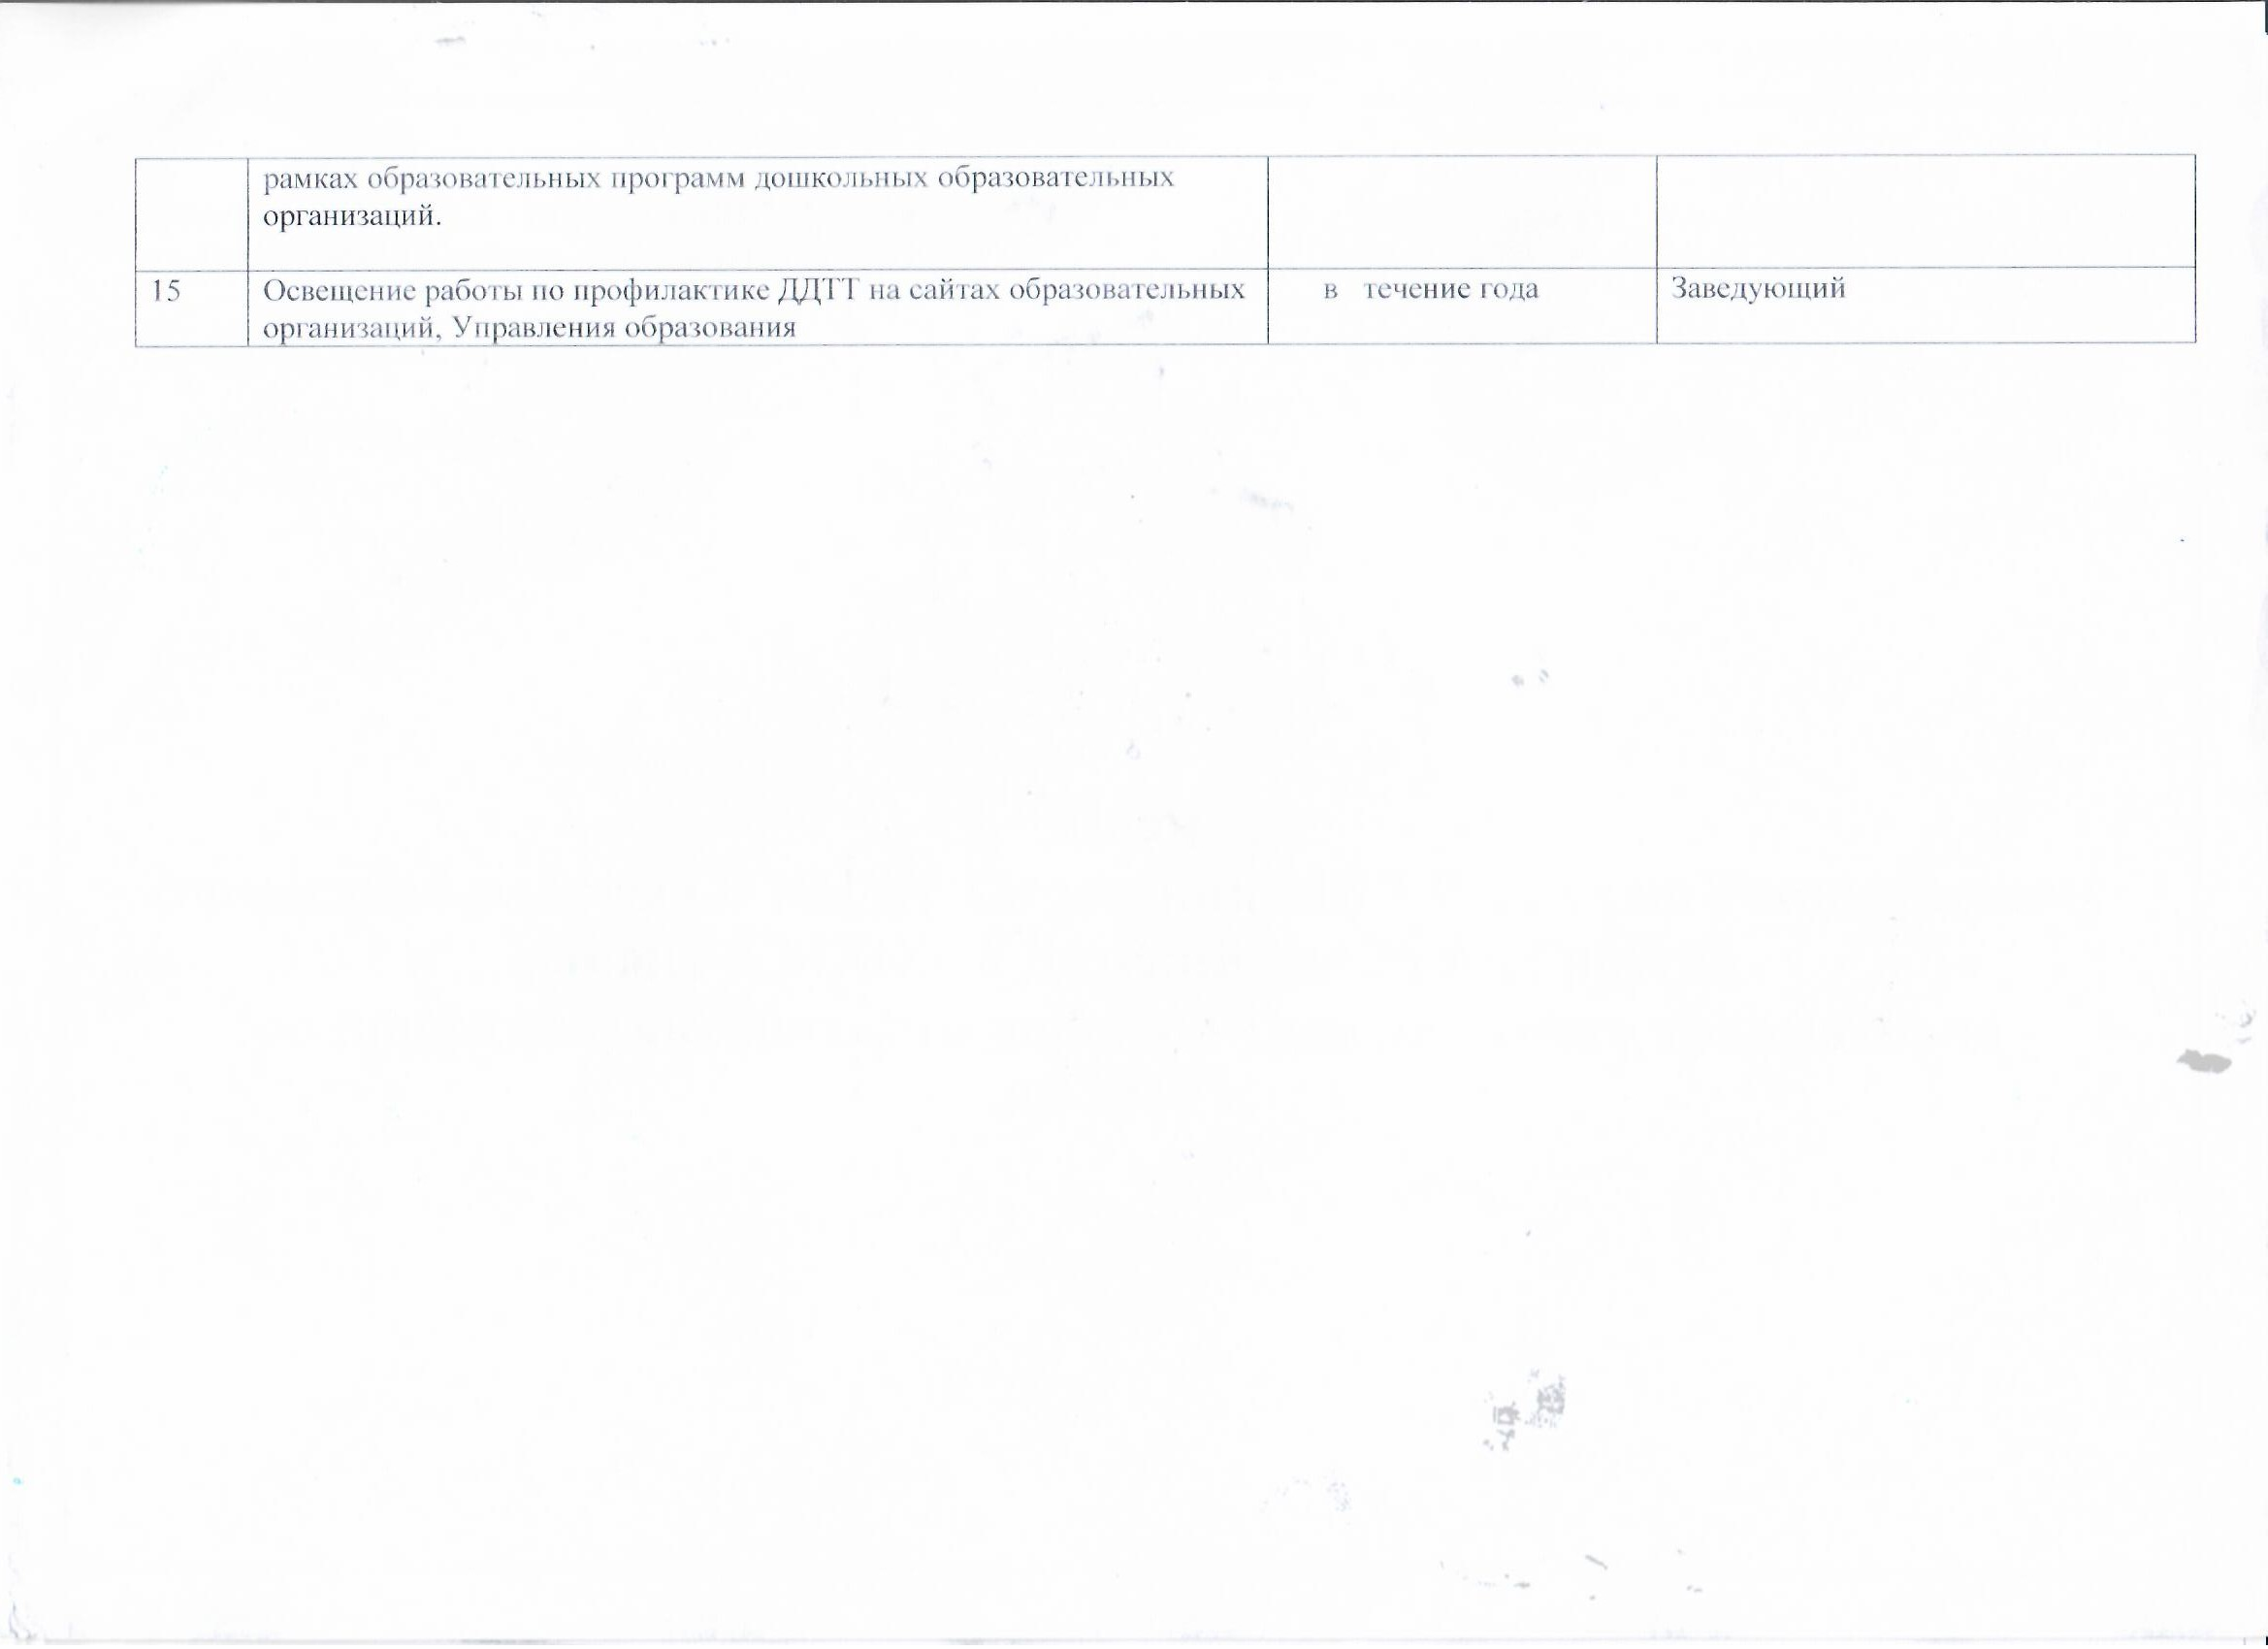 рамках образовательных программ дошкольных образовательных
организаций.
15 Освещение работы по профилактике ДДТТ на сайтах образовательных в течение года Заведующий
организаций, Управления образования